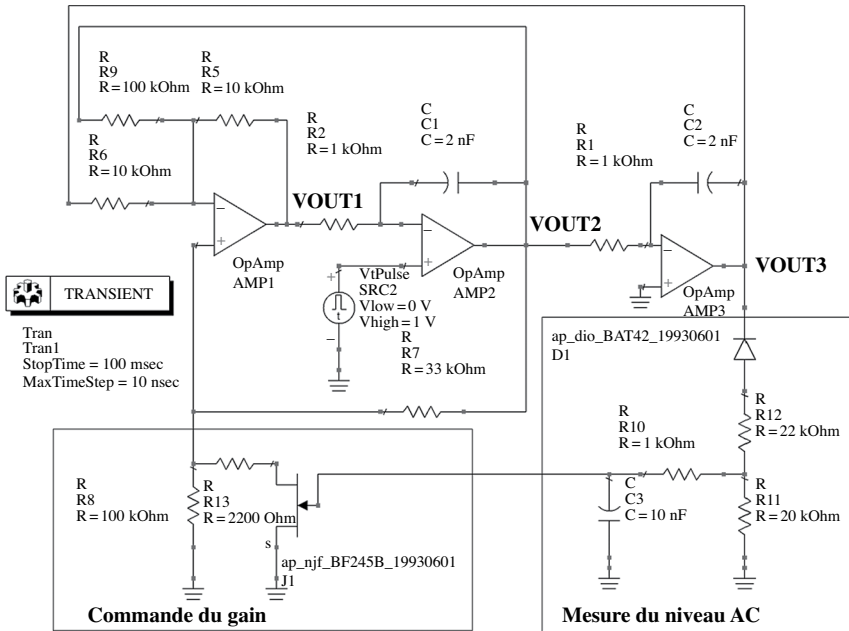 R
R9
R = 100 kOhm
R
R5
R = 10 kOhm
R
R6
R = 10 kOhm
R
R2
R = 1 kOhm
C
C1
C = 2 nF
R
R1
R = 1 kOhm
C
C2
C = 2 nF
VOUT1
VOUT2
VOUT3
−
+
OpAmp
AMP1
−
+
OpAmp
AMP2
−
+
OpAmp
AMP3
+
−
t
VtPulse
SRC2
Vlow = 0 V
Vhigh = 1 V
R
R7
R = 33 kOhm
TRANSIENT
Tran
Tran1
StopTime = 100 msec
MaxTimeStep = 10 nsec
ap_dio_BAT42_19930601
D1
R
R12
R = 22 kOhm
R
R10
R = 1 kOhm
R
R11
R = 20 kOhm
C
C3
C = 10 nF
R
R8
R = 100 kOhm
R
R13
R = 2200 Ohm
s
ap_njf_BF245B_19930601
J1
Commande du gain
Mesure du niveau AC